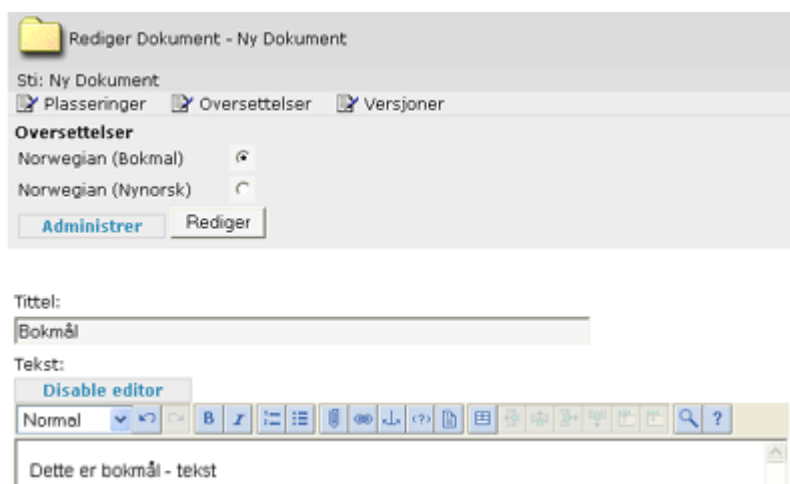 Rediger Dokument - Ny Dokument
Sti: Ny Dokument
Plasseringer Oversettelser Versjoner
Oversettelser
Norwegian (Bokmal)
Norwegian (Nynorsk)
Administrer Rediger
Tittel:
Bokmål
Tekst:
Disable editor
Normal B I ?
Dette er bokmål - tekst